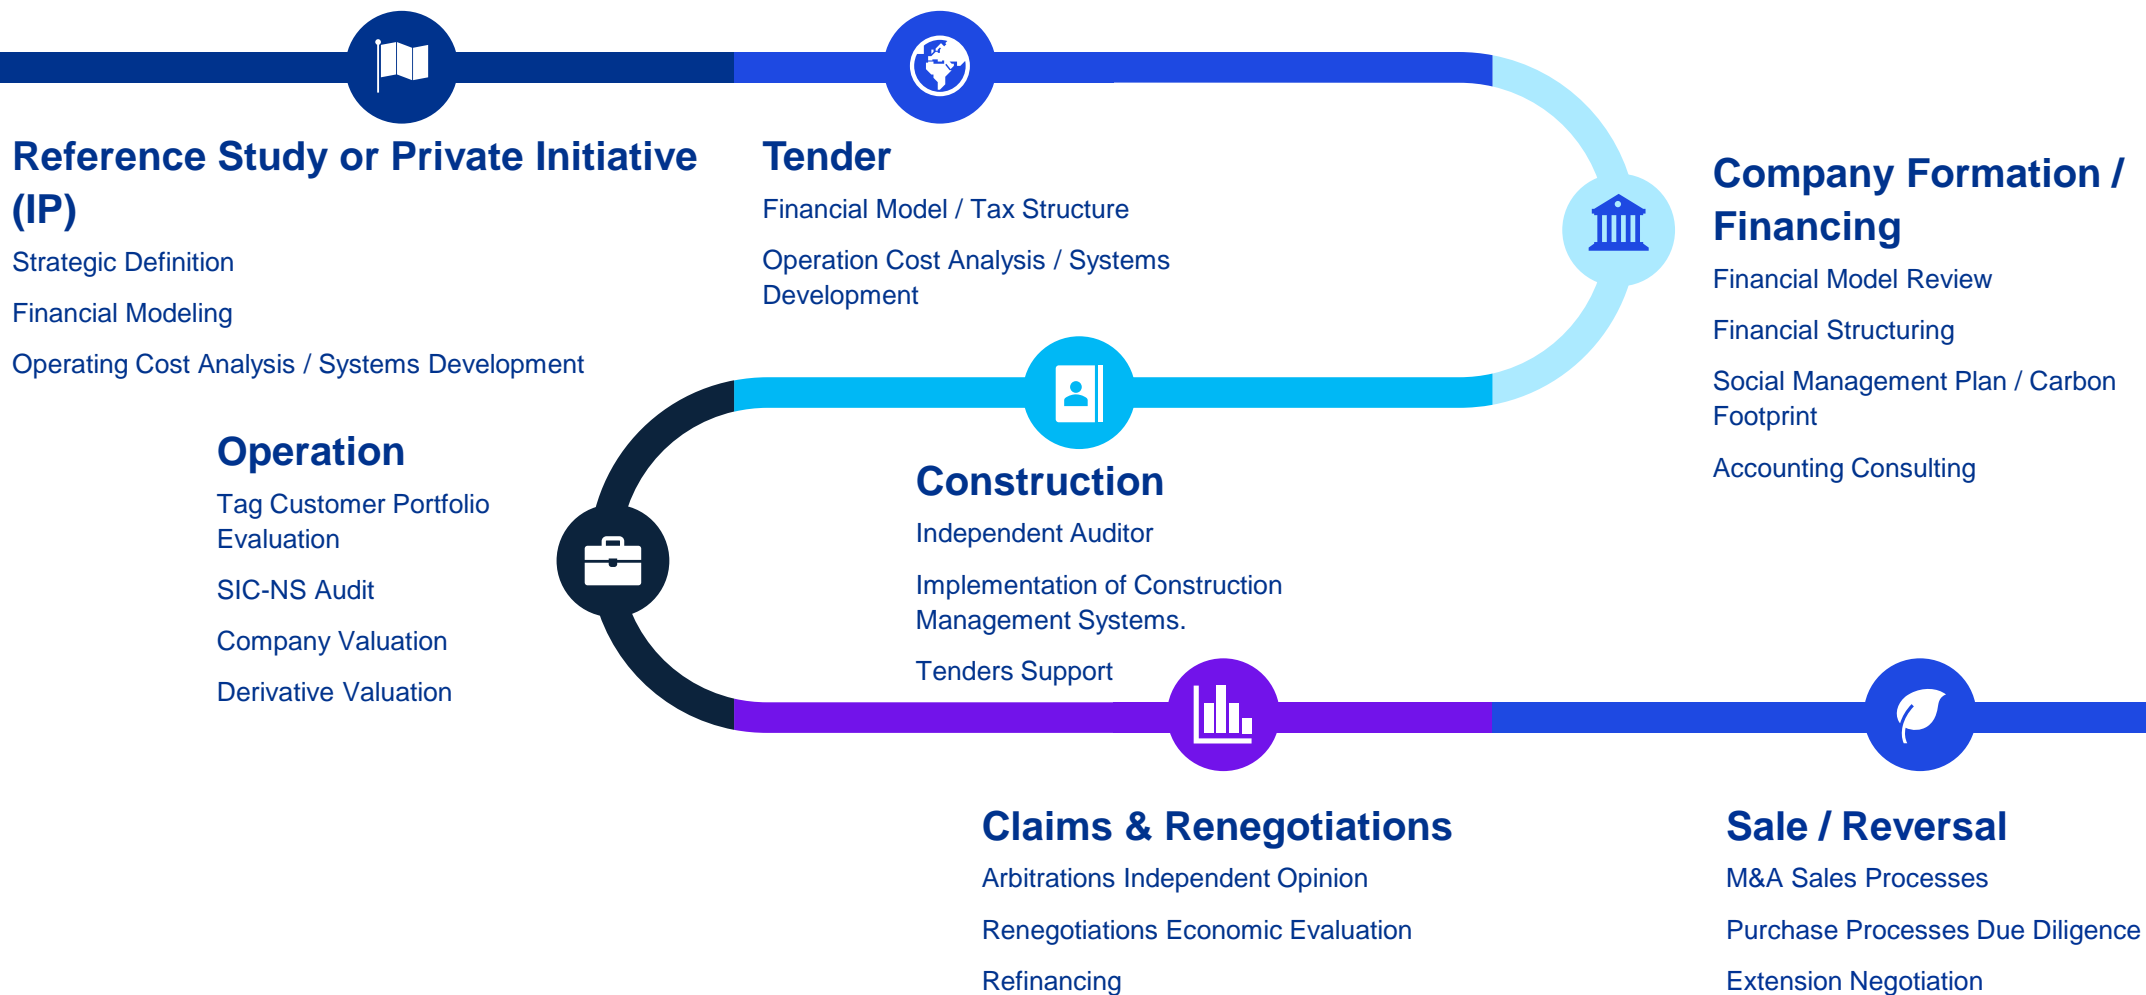 Reference Study or Private Initiative
(IP)
Strategic Definition
Financial Modeling
Operating Cost Analysis / Systems Development
Tender
Financial Model / Tax Structure
Operation Cost Analysis / Systems
Development
Company Formation /
Financing
Financial Model Review
Financial Structuring
Social Management Plan / Carbon
Footprint
Accounting Consulting
Construction
Independent Auditor
Implementation of Construction
Management Systems.
Tenders Support
Operation
Tag Customer Portfolio
Evaluation
SIC-NS Audit
Company Valuation
Derivative Valuation
Claims & Renegotiations
Arbitrations Independent Opinion
Renegotiations Economic Evaluation
Refinancing
Sale / Reversal
M&A Sales Processes
Purchase Processes Due Diligence
Extension Negotiation